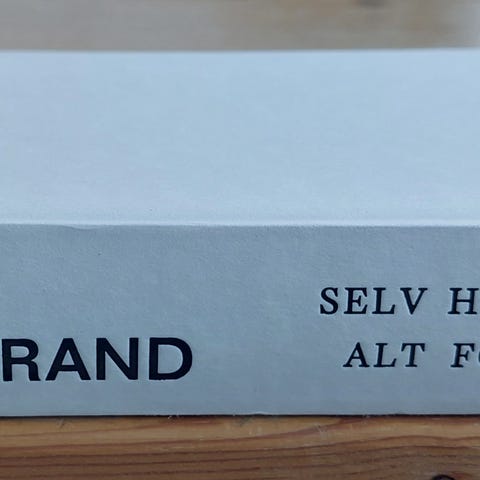 RAND
SELV H
ALT FO